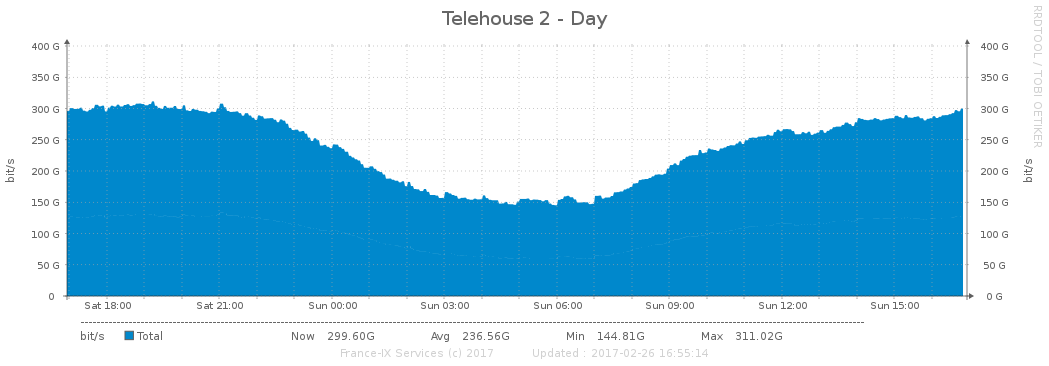 Telehouse 2 - Day
RRDTOOL / TOBI OETIKER
bit/s
400 G
350 G
300 G
250 G
200 G
150 G
100 G
50 G
0
400 G
350 G
300 G
250 G
200 G
150 G
100 G
50 G
0 G
bit/s
Sat 18:00 Sat 21:00 Sun 00:00 Sun 03:00 Sun 06:00 Sun 09:00 Sun 12:00 Sun 15:00
bit/s Total Now 299.60G Avg 236.56G Min 144.81G Max 311.02G
France-IX Services (c) 2017 Updated : 2017-02-26 16:55:14